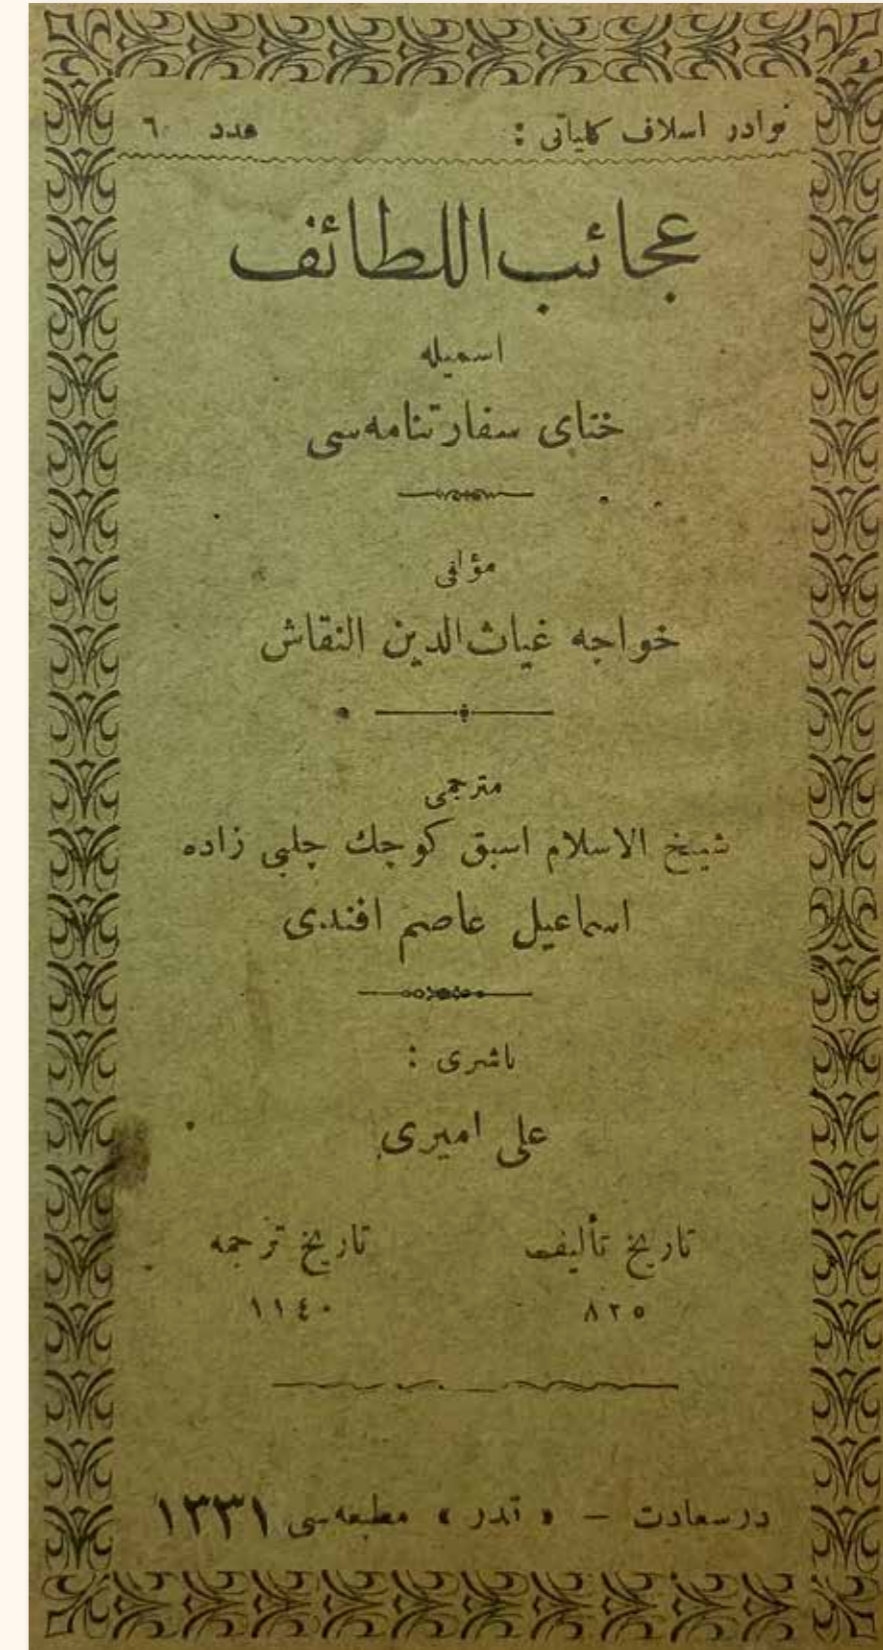 نوادر اسلاف کلیاتی : عدد ٦
عجائب اللطائف
اسمیله
ختای سفارتنامه‌سی
مؤلفی
خواجه غیاث الدین النقاش
مترجمی
شیخ الاسلام اسبق کوچك چلبی زاده
اسماعیل عاصم افندی
ناشری :
علی امیری
تاریخ تألیف تاریخ ترجمه
٨٢٥ ١١٤٠
درسعادت — « قدر » مطبعه‌سی ١٣٣١